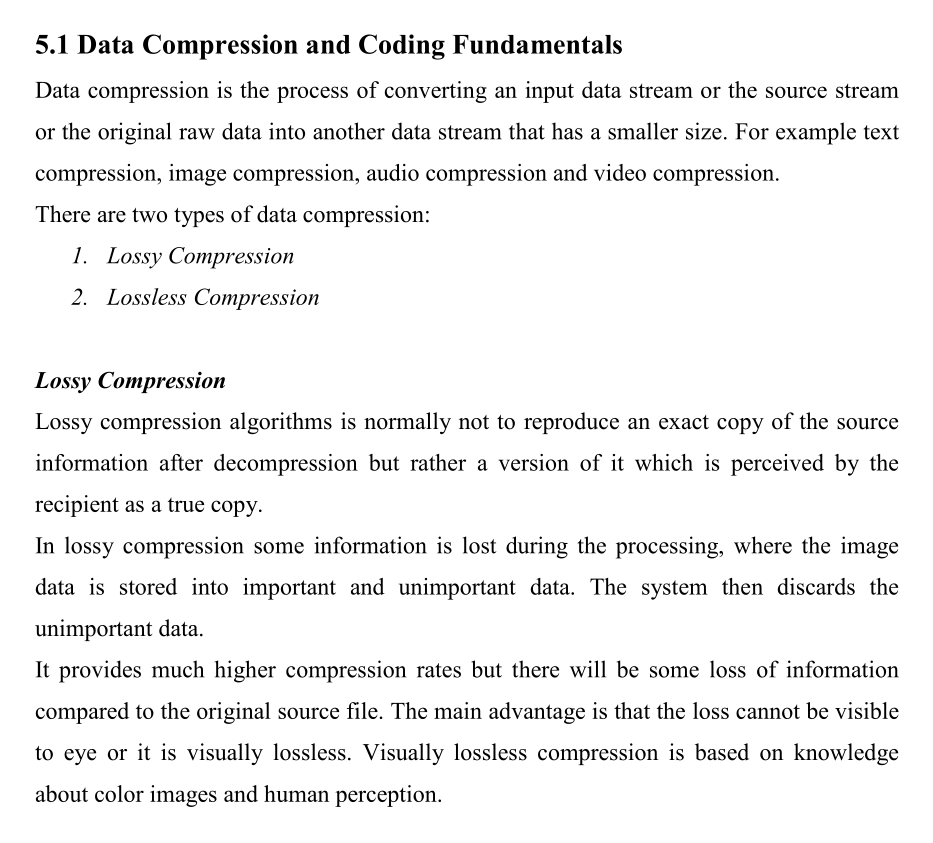 5.1 Data Compression and Coding Fundamentals
Data compression is the process of converting an input data stream or the source stream
or the original raw data into another data stream that has a smaller size. For example text
compression, image compression, audio compression and video compression.
There are two types of data compression:
1. Lossy Compression
2. Lossless Compression
Lossy Compression
Lossy compression algorithms is normally not to reproduce an exact copy of the source
information after decompression but rather a version of it which is perceived by the
recipient as a true copy.
In lossy compression some information is lost during the processing, where the image
data is stored into important and unimportant data. The system then discards the
unimportant data.
It provides much higher compression rates but there will be some loss of information
compared to the original source file. The main advantage is that the loss cannot be visible
to eye or it is visually lossless. Visually lossless compression is based on knowledge
about color images and human perception.